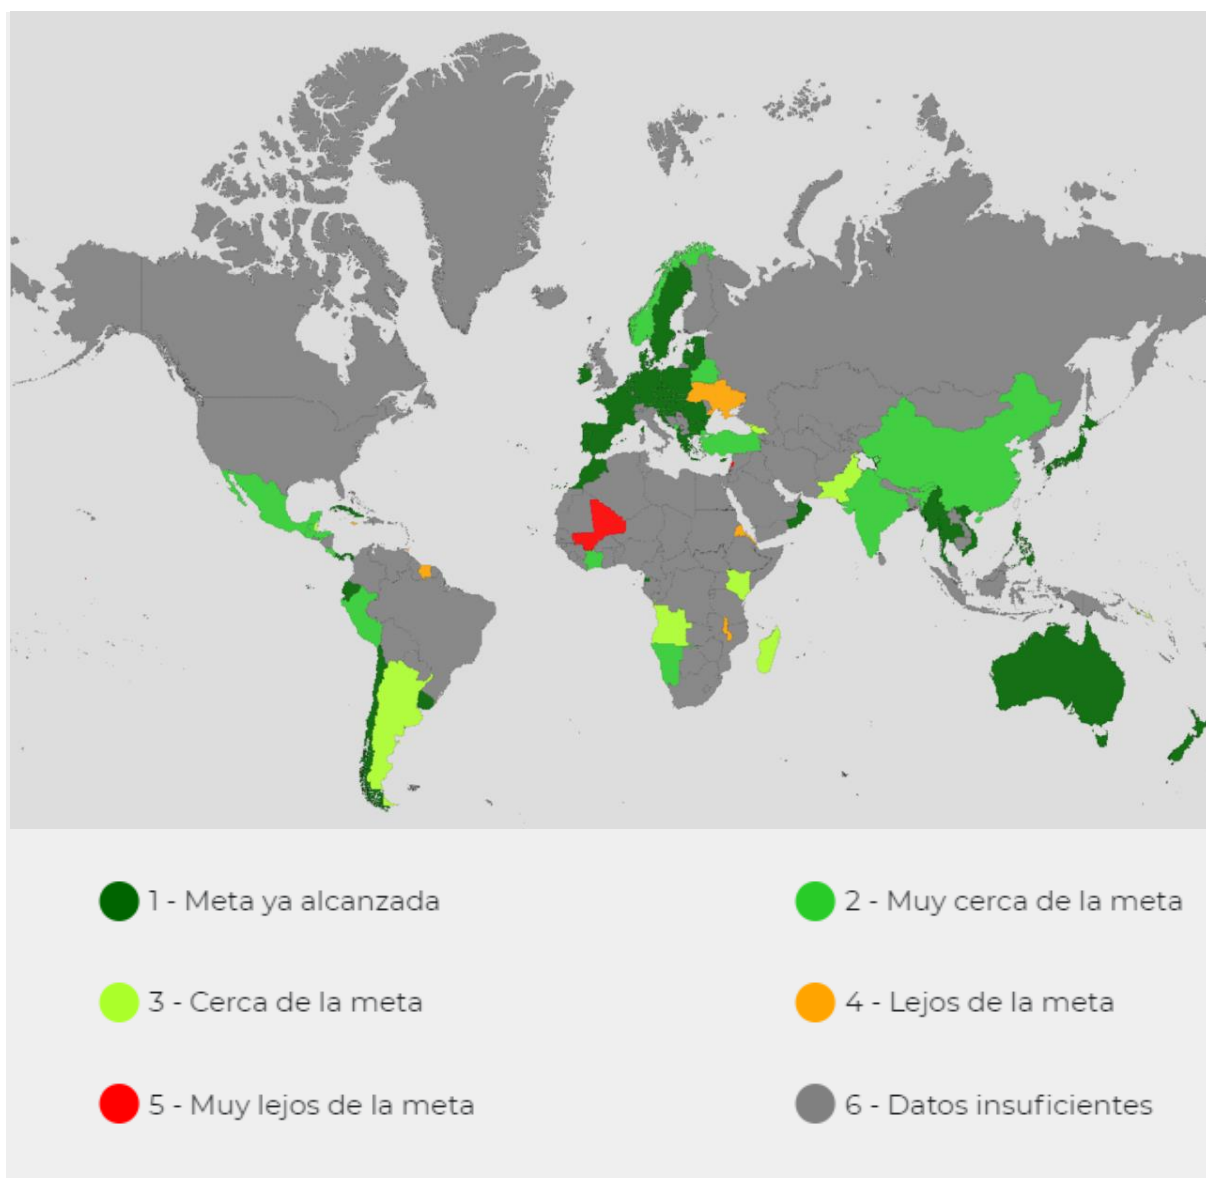 1 - Meta ya alcanzada
2 - Muy cerca de la meta
3 - Cerca de la meta
4 - Lejos de la meta
5 - Muy lejos de la meta
6 - Datos insuficientes